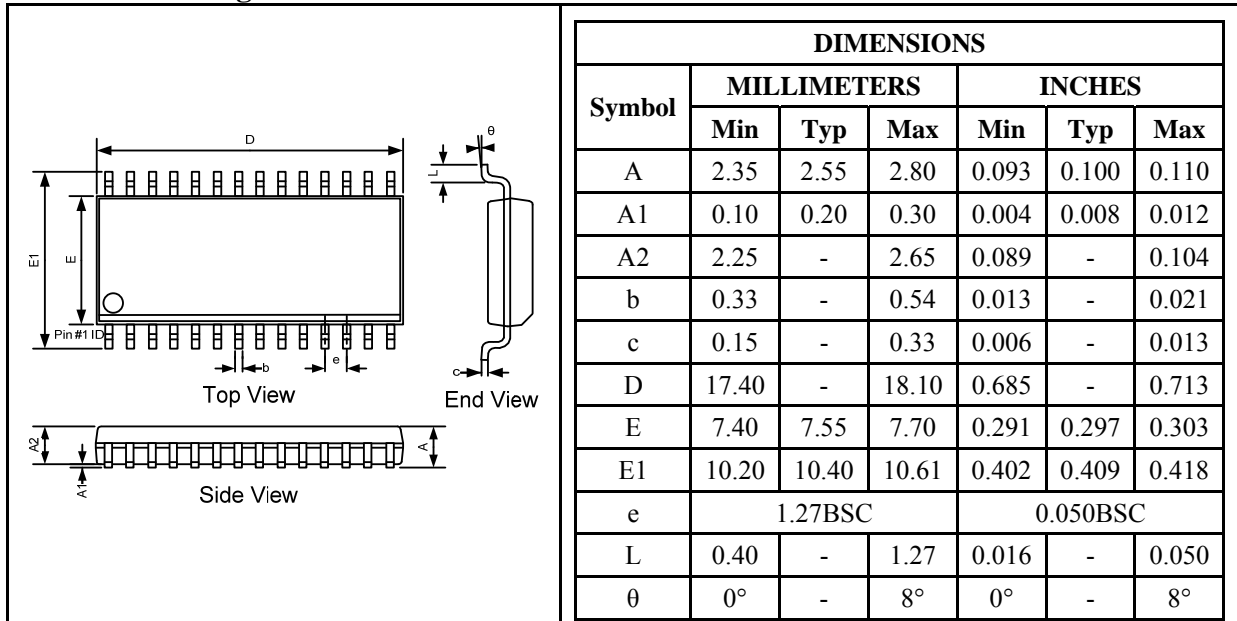 D
θ
L
E1
E
Pin #1 ID
b
e
c
Top View
End View
A2
A1
A
Side View
DIMENSIONS
Symbol MILLIMETERS INCHES
Min Typ Max Min Typ Max
A 2.35 2.55 2.80 0.093 0.100 0.110
A1 0.10 0.20 0.30 0.004 0.008 0.012
A2 2.25 - 2.65 0.089 - 0.104
b 0.33 - 0.54 0.013 - 0.021
c 0.15 - 0.33 0.006 - 0.013
D 17.40 - 18.10 0.685 - 0.713
E 7.40 7.55 7.70 0.291 0.297 0.303
E1 10.20 10.40 10.61 0.402 0.409 0.418
e 1.27BSC 0.050BSC
L 0.40 - 1.27 0.016 - 0.050
θ 0° - 8° 0° - 8°